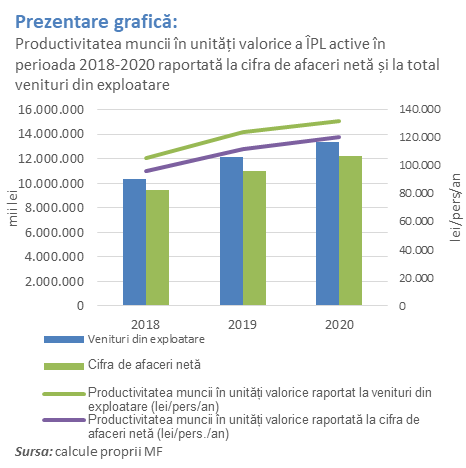 Prezentare grafică:
Productivitatea muncii în unități valorice a ÎPL active în
perioada 2018-2020 raportată la cifra de afaceri netă și la total
venituri din exploatare
16.000.000
14.000.000
12.000.000
10.000.000
8.000.000
6.000.000
4.000.000
2.000.000
0
mii lei
140.000
120.000
100.000
80.000
60.000
40.000
20.000
0
lei/pers/an
2018
2019
2020
Venituri din exploatare
Cifra de afaceri netă
Productivitatea muncii în unități valorice raportat la venituri din
exploatare (lei/pers/an)
Productivitatea muncii în unități valorice raportată la cifra de
afaceri netă (lei/pers./an)
Sursa: calcule proprii MF